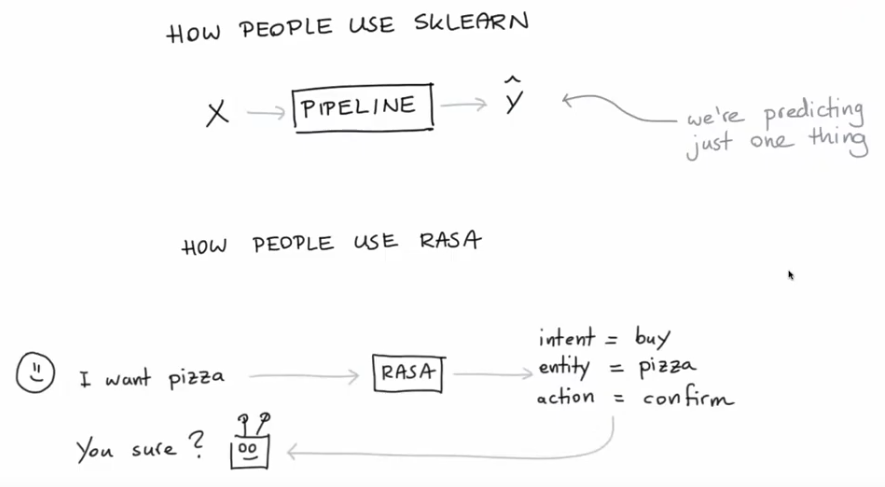 HOW PEOPLE USE SKLEARN
X → PIPELINE → ŷ
we're predicting
just one thing
HOW PEOPLE USE RASA
I want pizza → RASA →
intent = buy
entity = pizza
action = confirm
You sure?